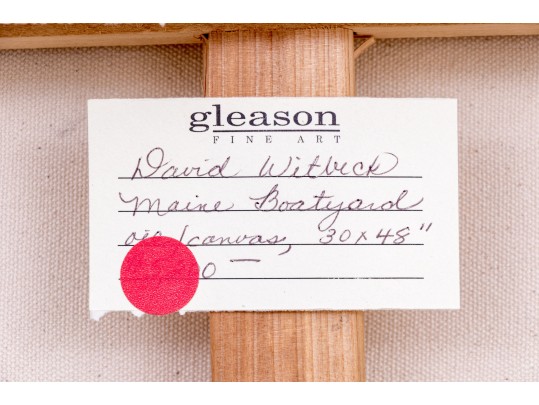 gleason
FINE ART
David Witbeck
Maine Boatyard
oil/canvas, 30x48"